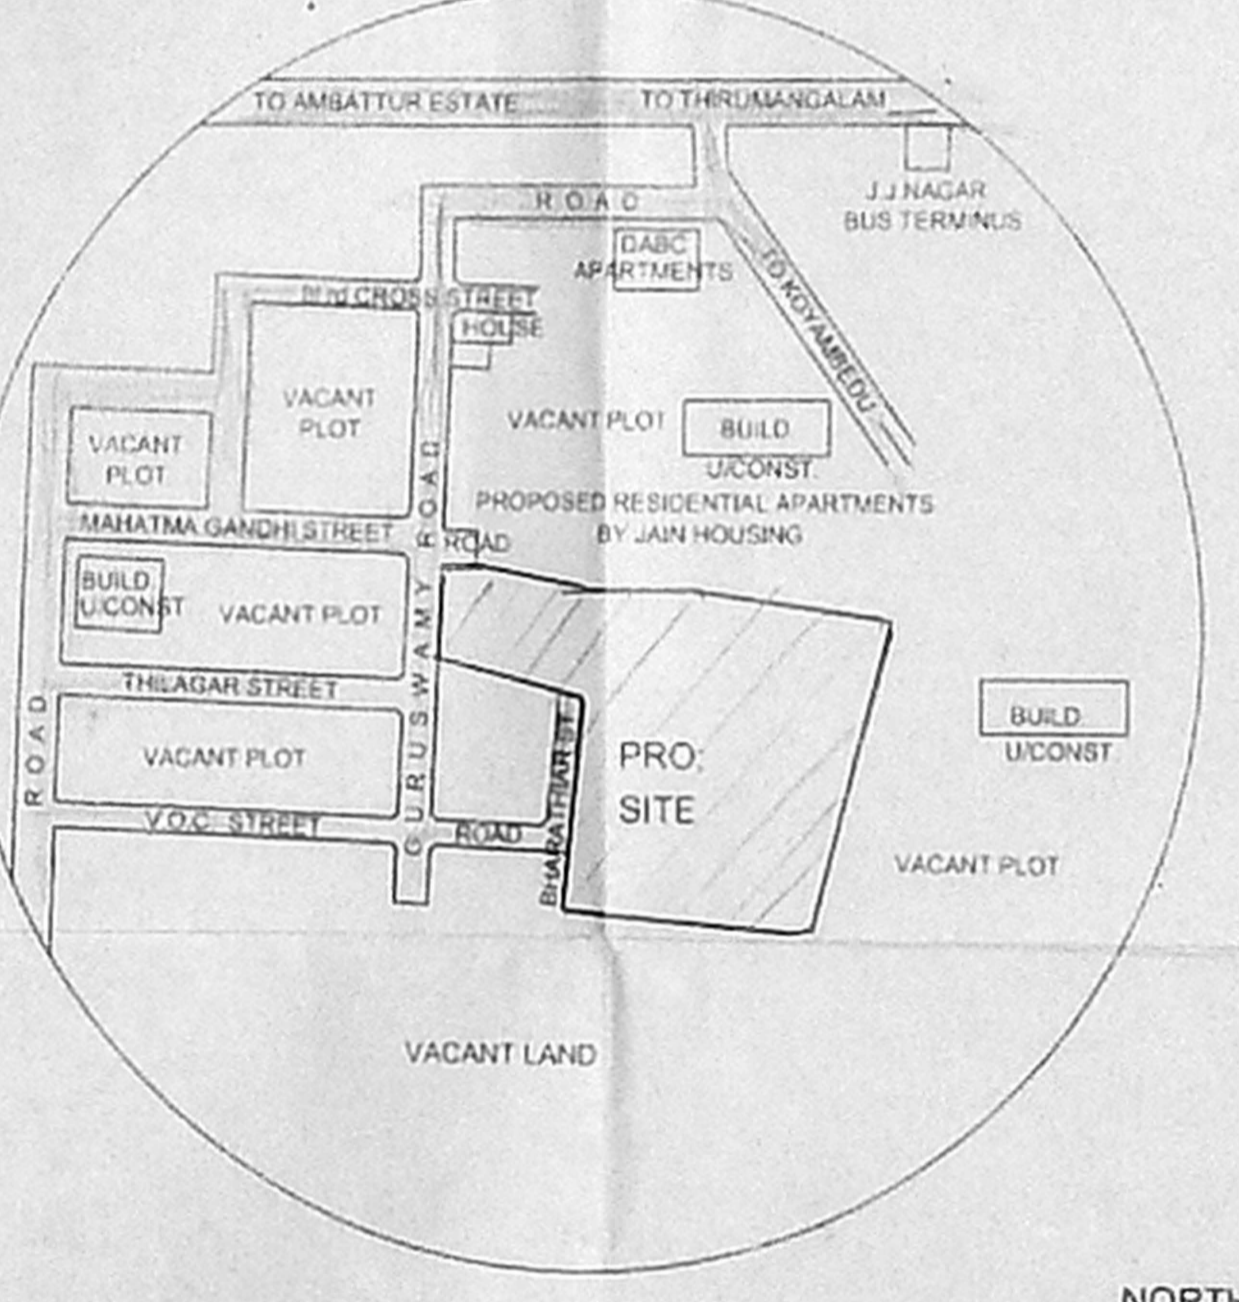 TO AMBATTUR ESTATE
TO THIRUMANGALAM
J.J.NAGAR
BUS TERMINUS
ROAD
DABC
APARTMENTS
TO KOYAMBEDU
CROSS STREET
HOUSE
VACANT
PLOT
VACANT
PLOT
VACANT PLOT
BUILD
U/CONST.
PROPOSED RESIDENTIAL APARTMENTS
BY JAIN HOUSING
MAHATMA GANDHI STREET
ROAD
BUILD
U/CONST
VACANT PLOT
GURUSWAMY ROAD
THILAGAR STREET
ROAD
VACANT PLOT
BHARATHIAR ST.
PRO;
SITE
BUILD
U/CONST
V.O.C. STREET
ROAD
VACANT PLOT
VACANT LAND
NORTH